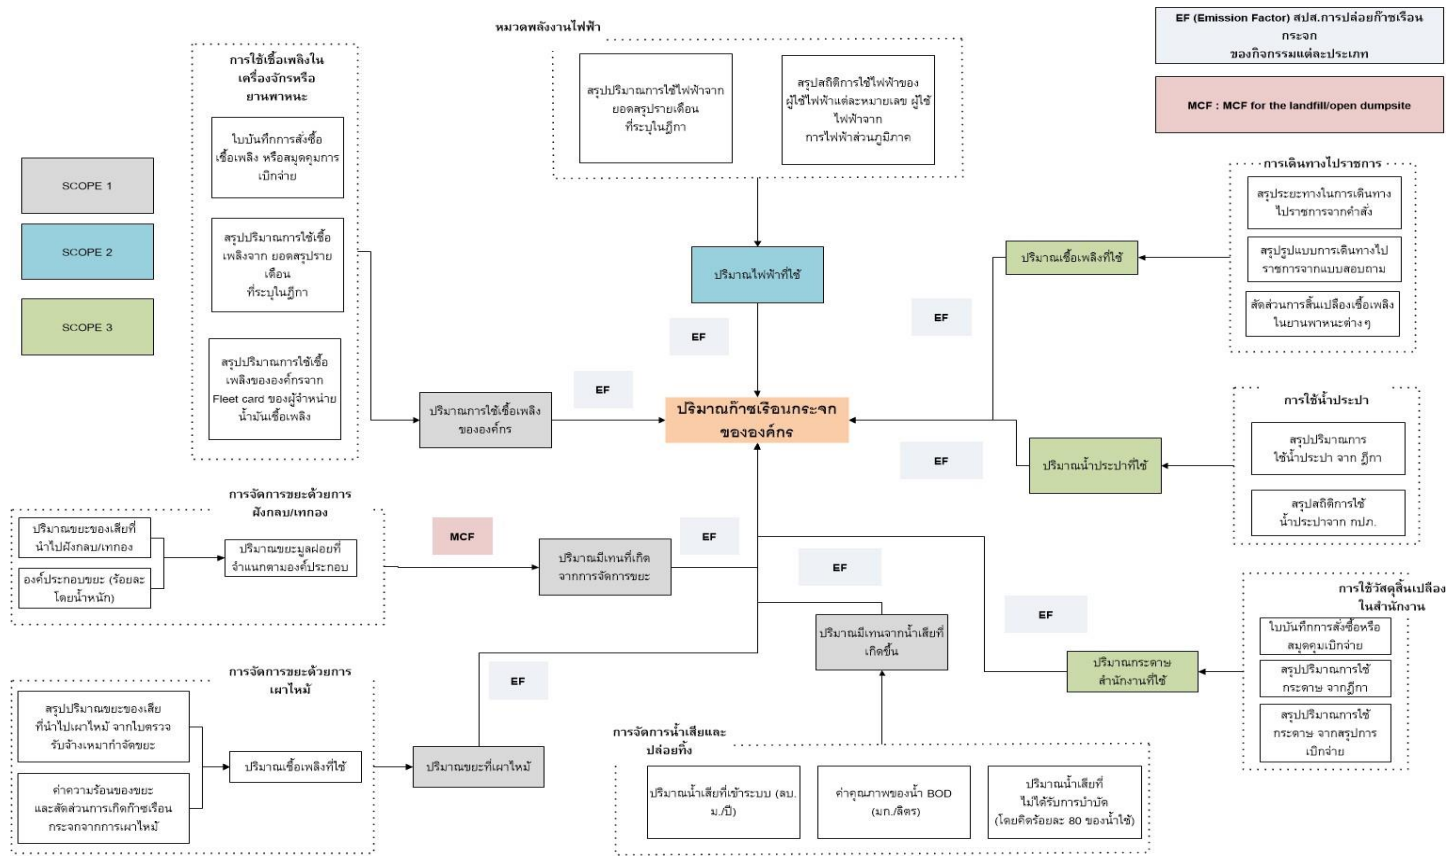 หมวดพลังงานไฟฟ้า
EF (Emission Factor) สปส.การปล่อยก๊าซเรือน
กระจก
ของกิจกรรมแต่ละประเภท
MCF : MCF for the landfill/open dumpsite
SCOPE 1
SCOPE 2
SCOPE 3
การใช้เชื้อเพลิงใน
เครื่องจักรหรือ
ยานพาหนะ
ใบบันทึกการสั่งซื้อ
เชื้อเพลิง หรือสมุดคุมการ
เบิกจ่าย
สรุปปริมาณการใช้เชื้อ
เพลิงจาก ยอดสรุปราย
เดือน
ที่ระบุในฎีกา
สรุปปริมาณการใช้เชื้อ
เพลิงขององค์กรจาก
Fleet card ของผู้จำหน่าย
น้ำมันเชื้อเพลิง
สรุปปริมาณการใช้ไฟฟ้าจาก
ยอดสรุปรายเดือน
ที่ระบุในฎีกา
สรุปสถิติการใช้ไฟฟ้าของ
ผู้ใช้ไฟฟ้าแต่ละหมายเลข ผู้ใช้
ไฟฟ้าจาก
การไฟฟ้าส่วนภูมิภาค
ปริมาณไฟฟ้าที่ใช้
EF
ปริมาณการใช้เชื้อเพลิง
ขององค์กร
EF
ปริมาณก๊าซเรือนกระจก
ขององค์กร
การเดินทางไปราชการ
สรุประยะทางในการเดินทาง
ไปราชการจากคำสั่ง
สรุปรูปแบบการเดินทางไป
ราชการจากแบบสอบถาม
สัดส่วนการสิ้นเปลืองเชื้อเพลิง
ในยานพาหนะต่างๆ
ปริมาณเชื้อเพลิงที่ใช้
EF
การใช้น้ำประปา
สรุปปริมาณการ
ใช้น้ำประปา จาก ฎีกา
สรุปสถิติการใช้
น้ำประปาจาก กปภ.
ปริมาณน้ำประปาที่ใช้
EF
การจัดการขยะด้วยการ
ฝังกลบ/เทกอง
ปริมาณขยะของเสียที่
นำไปฝังกลบ/เทกอง
องค์ประกอบขยะ (ร้อยละ
โดยน้ำหนัก)
ปริมาณขยะมูลฝอยที่
จำแนกตามองค์ประกอบ
MCF
ปริมาณมีเทนที่เกิด
จากการจัดการขยะ
EF
EF
ปริมาณมีเทนจากน้ำเสียที่
เกิดขึ้น
การใช้วัสดุสิ้นเปลือง
ในสำนักงาน
ใบบันทึกการสั่งซื้อหรือ
สมุดคุมเบิกจ่าย
สรุปปริมาณการใช้
กระดาษ จากฎีกา
สรุปปริมาณการใช้
กระดาษ จากสรุปการ
เบิกจ่าย
EF
ปริมาณกระดาษ
สำนักงานที่ใช้
การจัดการขยะด้วยการ
เผาไหม้
สรุปปริมาณขยะของเสีย
ที่นำไปเผาไหม้ จากใบตรวจ
รับจ้างเหมากำจัดขยะ
ค่าความร้อนของขยะ
และสัดส่วนการเกิดก๊าซเรือน
กระจกจากการเผาไหม้
ปริมาณเชื้อเพลิงที่ใช้
ปริมาณขยะที่เผาไหม้
EF
การจัดการน้ำเสียและ
ปล่อยทิ้ง
ปริมาณน้ำเสียที่เข้าระบบ (ลบ.
ม./ปี)
ค่าคุณภาพของน้ำ BOD
(มก./ลิตร)
ปริมาณน้ำเสียที่
ไม่ได้รับการบำบัด
(โดยคิดร้อยละ 80 ของน้ำใช้)